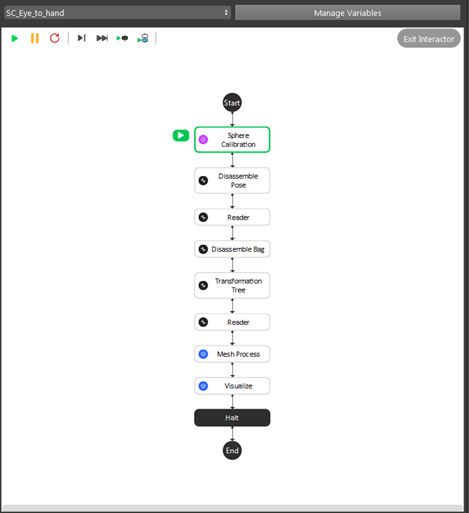 SC_Eye_to_hand
Manage Variables
Exit Interactor
Start
Sphere
Calibration
Disassemble
Pose
Reader
Disassemble Bag
Transformation
Tree
Reader
Mesh Process
Visualize
Halt
End